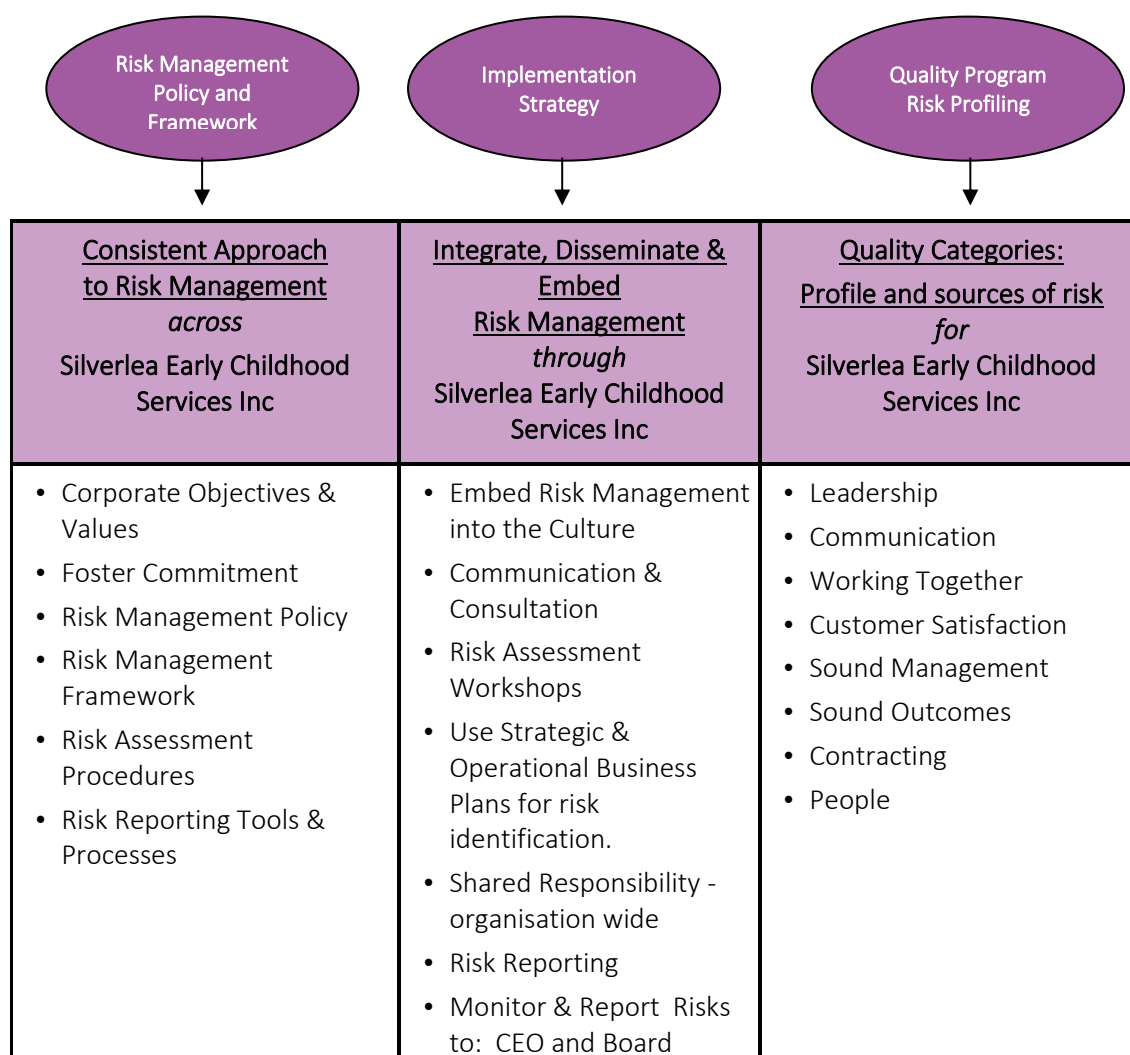 Risk Management
Policy and
Framework
Implementation
Strategy
Quality Program
Risk Profiling
Consistent Approach
to Risk Management
across
Silverlea Early Childhood
Services Inc
Integrate, Disseminate &
Embed
Risk Management
through
Silverlea Early Childhood
Services Inc
Quality Categories:
Profile and sources of risk
for
Silverlea Early Childhood
Services Inc
• Corporate Objectives &
Values
• Foster Commitment
• Risk Management Policy
• Risk Management
Framework
• Risk Assessment
Procedures
• Risk Reporting Tools &
Processes
• Embed Risk Management
into the Culture
• Communication &
Consultation
• Risk Assessment
Workshops
• Use Strategic &
Operational Business
Plans for risk
identification.
• Shared Responsibility -
organisation wide
• Risk Reporting
• Monitor & Report  Risks
to:  CEO and Board
• Leadership
• Communication
• Working Together
• Customer Satisfaction
• Sound Management
• Sound Outcomes
• Contracting
• People